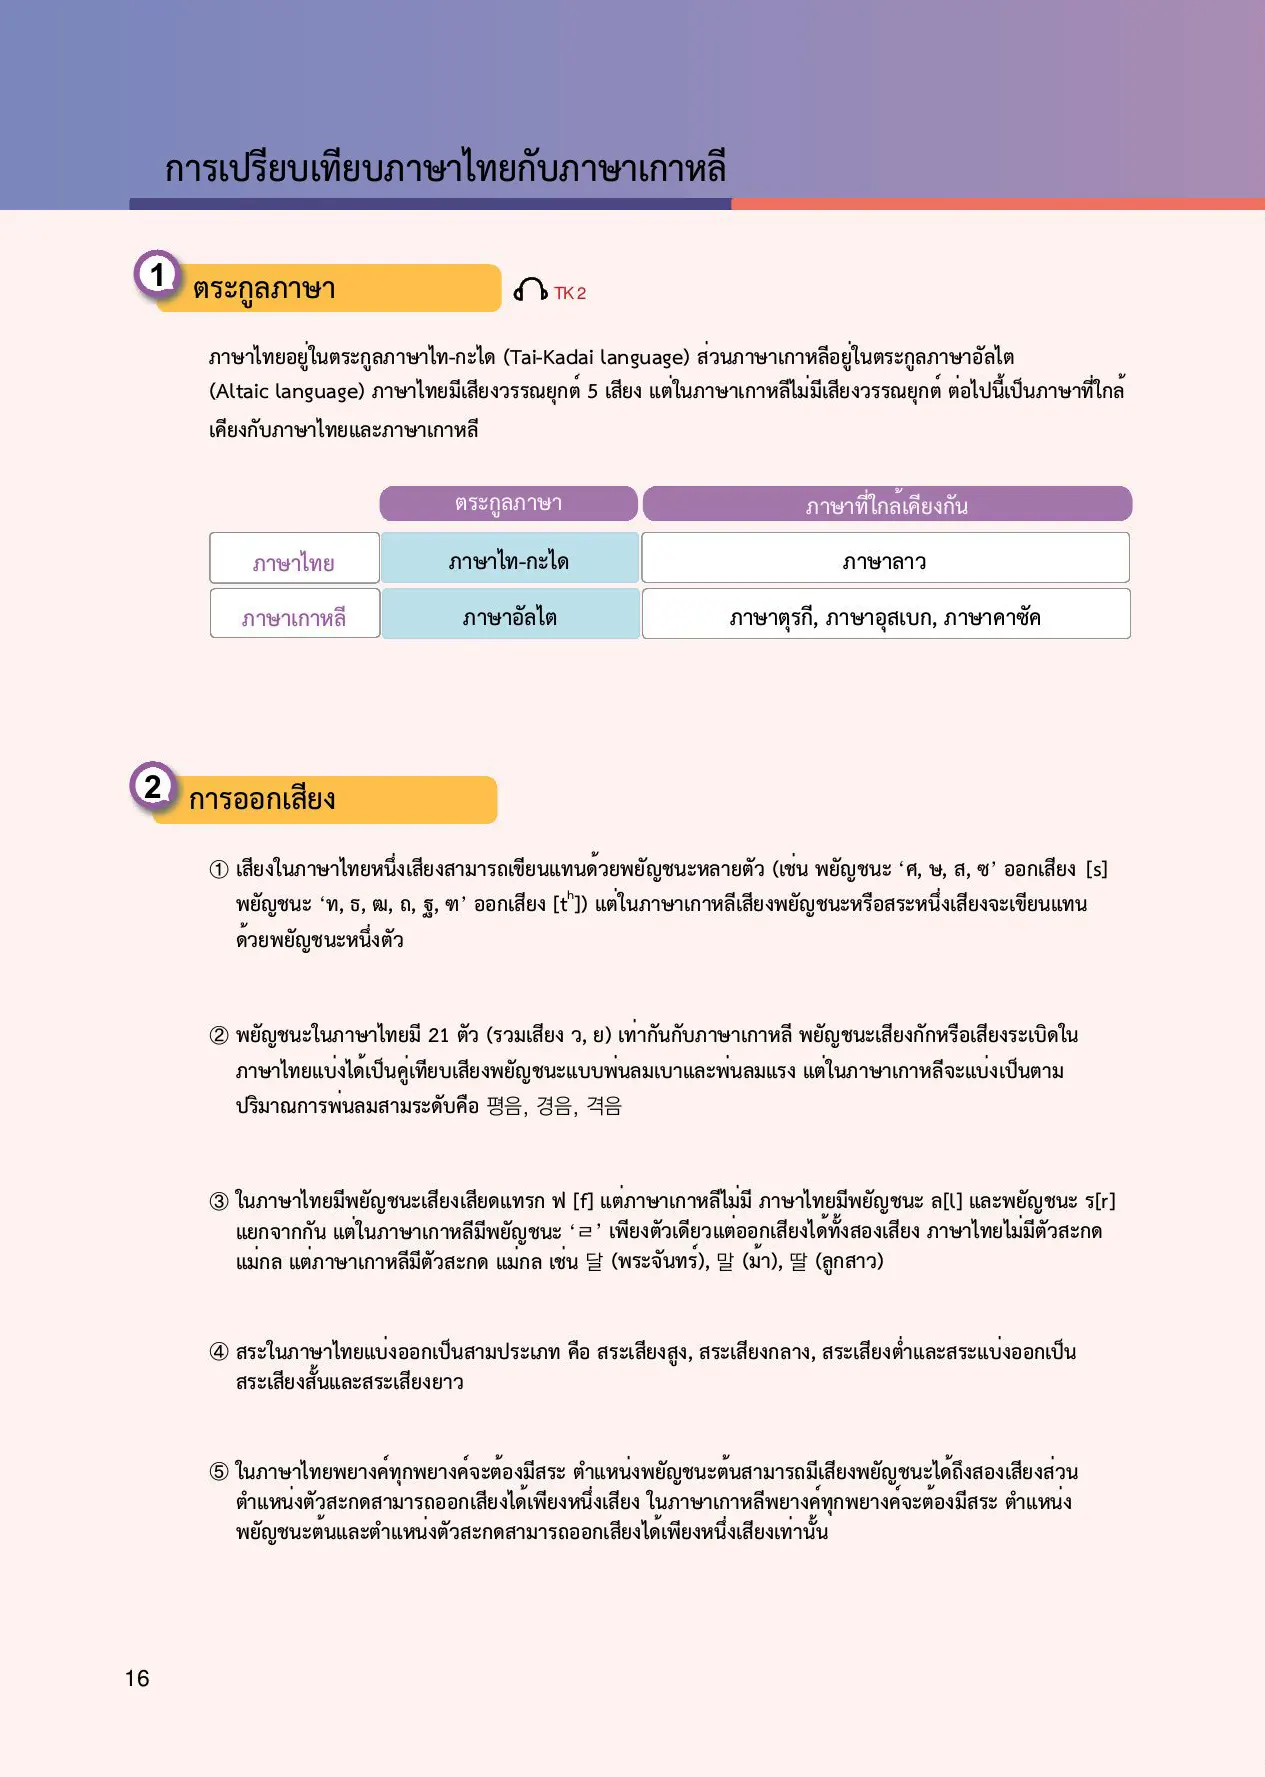 การเปรียบเทียบภาษาไทยกับภาษาเกาหลี
1 ตระกูลภาษา TK 2
ภาษาไทยอยู่ในตระกูลภาษาไท-กะได (Tai-Kadai language) ส่วนภาษาเกาหลีอยู่ในตระกูลภาษาอัลไต
(Altaic language) ภาษาไทยมีเสียงวรรณยุกต์ 5 เสียง แต่ในภาษาเกาหลีไม่มีเสียงวรรณยุกต์ ต่อไปนี้เป็นภาษาที่ใกล้
เคียงกับภาษาไทยและภาษาเกาหลี
ตระกูลภาษา ภาษาที่ใกล้เคียงกัน
ภาษาไทย ภาษาไท-กะได ภาษาลาว
ภาษาเกาหลี ภาษาอัลไต ภาษาตุรกี, ภาษาอุสเบก, ภาษาคาซัค
2 การออกเสียง
① เสียงในภาษาไทยหนึ่งเสียงสามารถเขียนแทนด้วยพยัญชนะหลายตัว (เช่น พยัญชนะ ‘ศ, ษ, ส, ซ’ ออกเสียง [s]
พยัญชนะ ‘ท, ธ, ฒ, ถ, ฐ, ฑ’ ออกเสียง [tʰ]) แต่ในภาษาเกาหลีเสียงพยัญชนะหรือสระหนึ่งเสียงจะเขียนแทน
ด้วยพยัญชนะหนึ่งตัว
② พยัญชนะในภาษาไทยมี 21 ตัว (รวมเสียง ว, ย) เท่ากันกับภาษาเกาหลี พยัญชนะเสียงกักหรือเสียงระเบิดใน
ภาษาไทยแบ่งได้เป็นคู่เทียบเสียงพยัญชนะแบบพ่นลมเบาและพ่นลมแรง แต่ในภาษาเกาหลีจะแบ่งเป็นตาม
ปริมาณการพ่นลมสามระดับคือ 평음, 경음, 격음
③ ในภาษาไทยมีพยัญชนะเสียงเสียดแทรก ฟ [f] แต่ภาษาเกาหลีไม่มี ภาษาไทยมีพยัญชนะ ล[l] และพยัญชนะ ร[r]
แยกจากกัน แต่ในภาษาเกาหลีมีพยัญชนะ ‘ㄹ’ เพียงตัวเดียวแต่ออกเสียงได้ทั้งสองเสียง ภาษาไทยไม่มีตัวสะกด
แม่กล แต่ภาษาเกาหลีมีตัวสะกด แม่กล เช่น 달 (พระจันทร์), 말 (ม้า), 딸 (ลูกสาว)
④ สระในภาษาไทยแบ่งออกเป็นสามประเภท คือ สระเสียงสูง, สระเสียงกลาง, สระเสียงต่ำและสระแบ่งออกเป็น
สระเสียงสั้นและสระเสียงยาว
⑤ ในภาษาไทยพยางค์ทุกพยางค์จะต้องมีสระ ตำแหน่งพยัญชนะต้นสามารถมีเสียงพยัญชนะได้ถึงสองเสียงส่วน
ตำแหน่งตัวสะกดสามารถออกเสียงได้เพียงหนึ่งเสียง ในภาษาเกาหลีพยางค์ทุกพยางค์จะต้องมีสระ ตำแหน่ง
พยัญชนะต้นและตำแหน่งตัวสะกดสามารถออกเสียงได้เพียงหนึ่งเสียงเท่านั้น
16